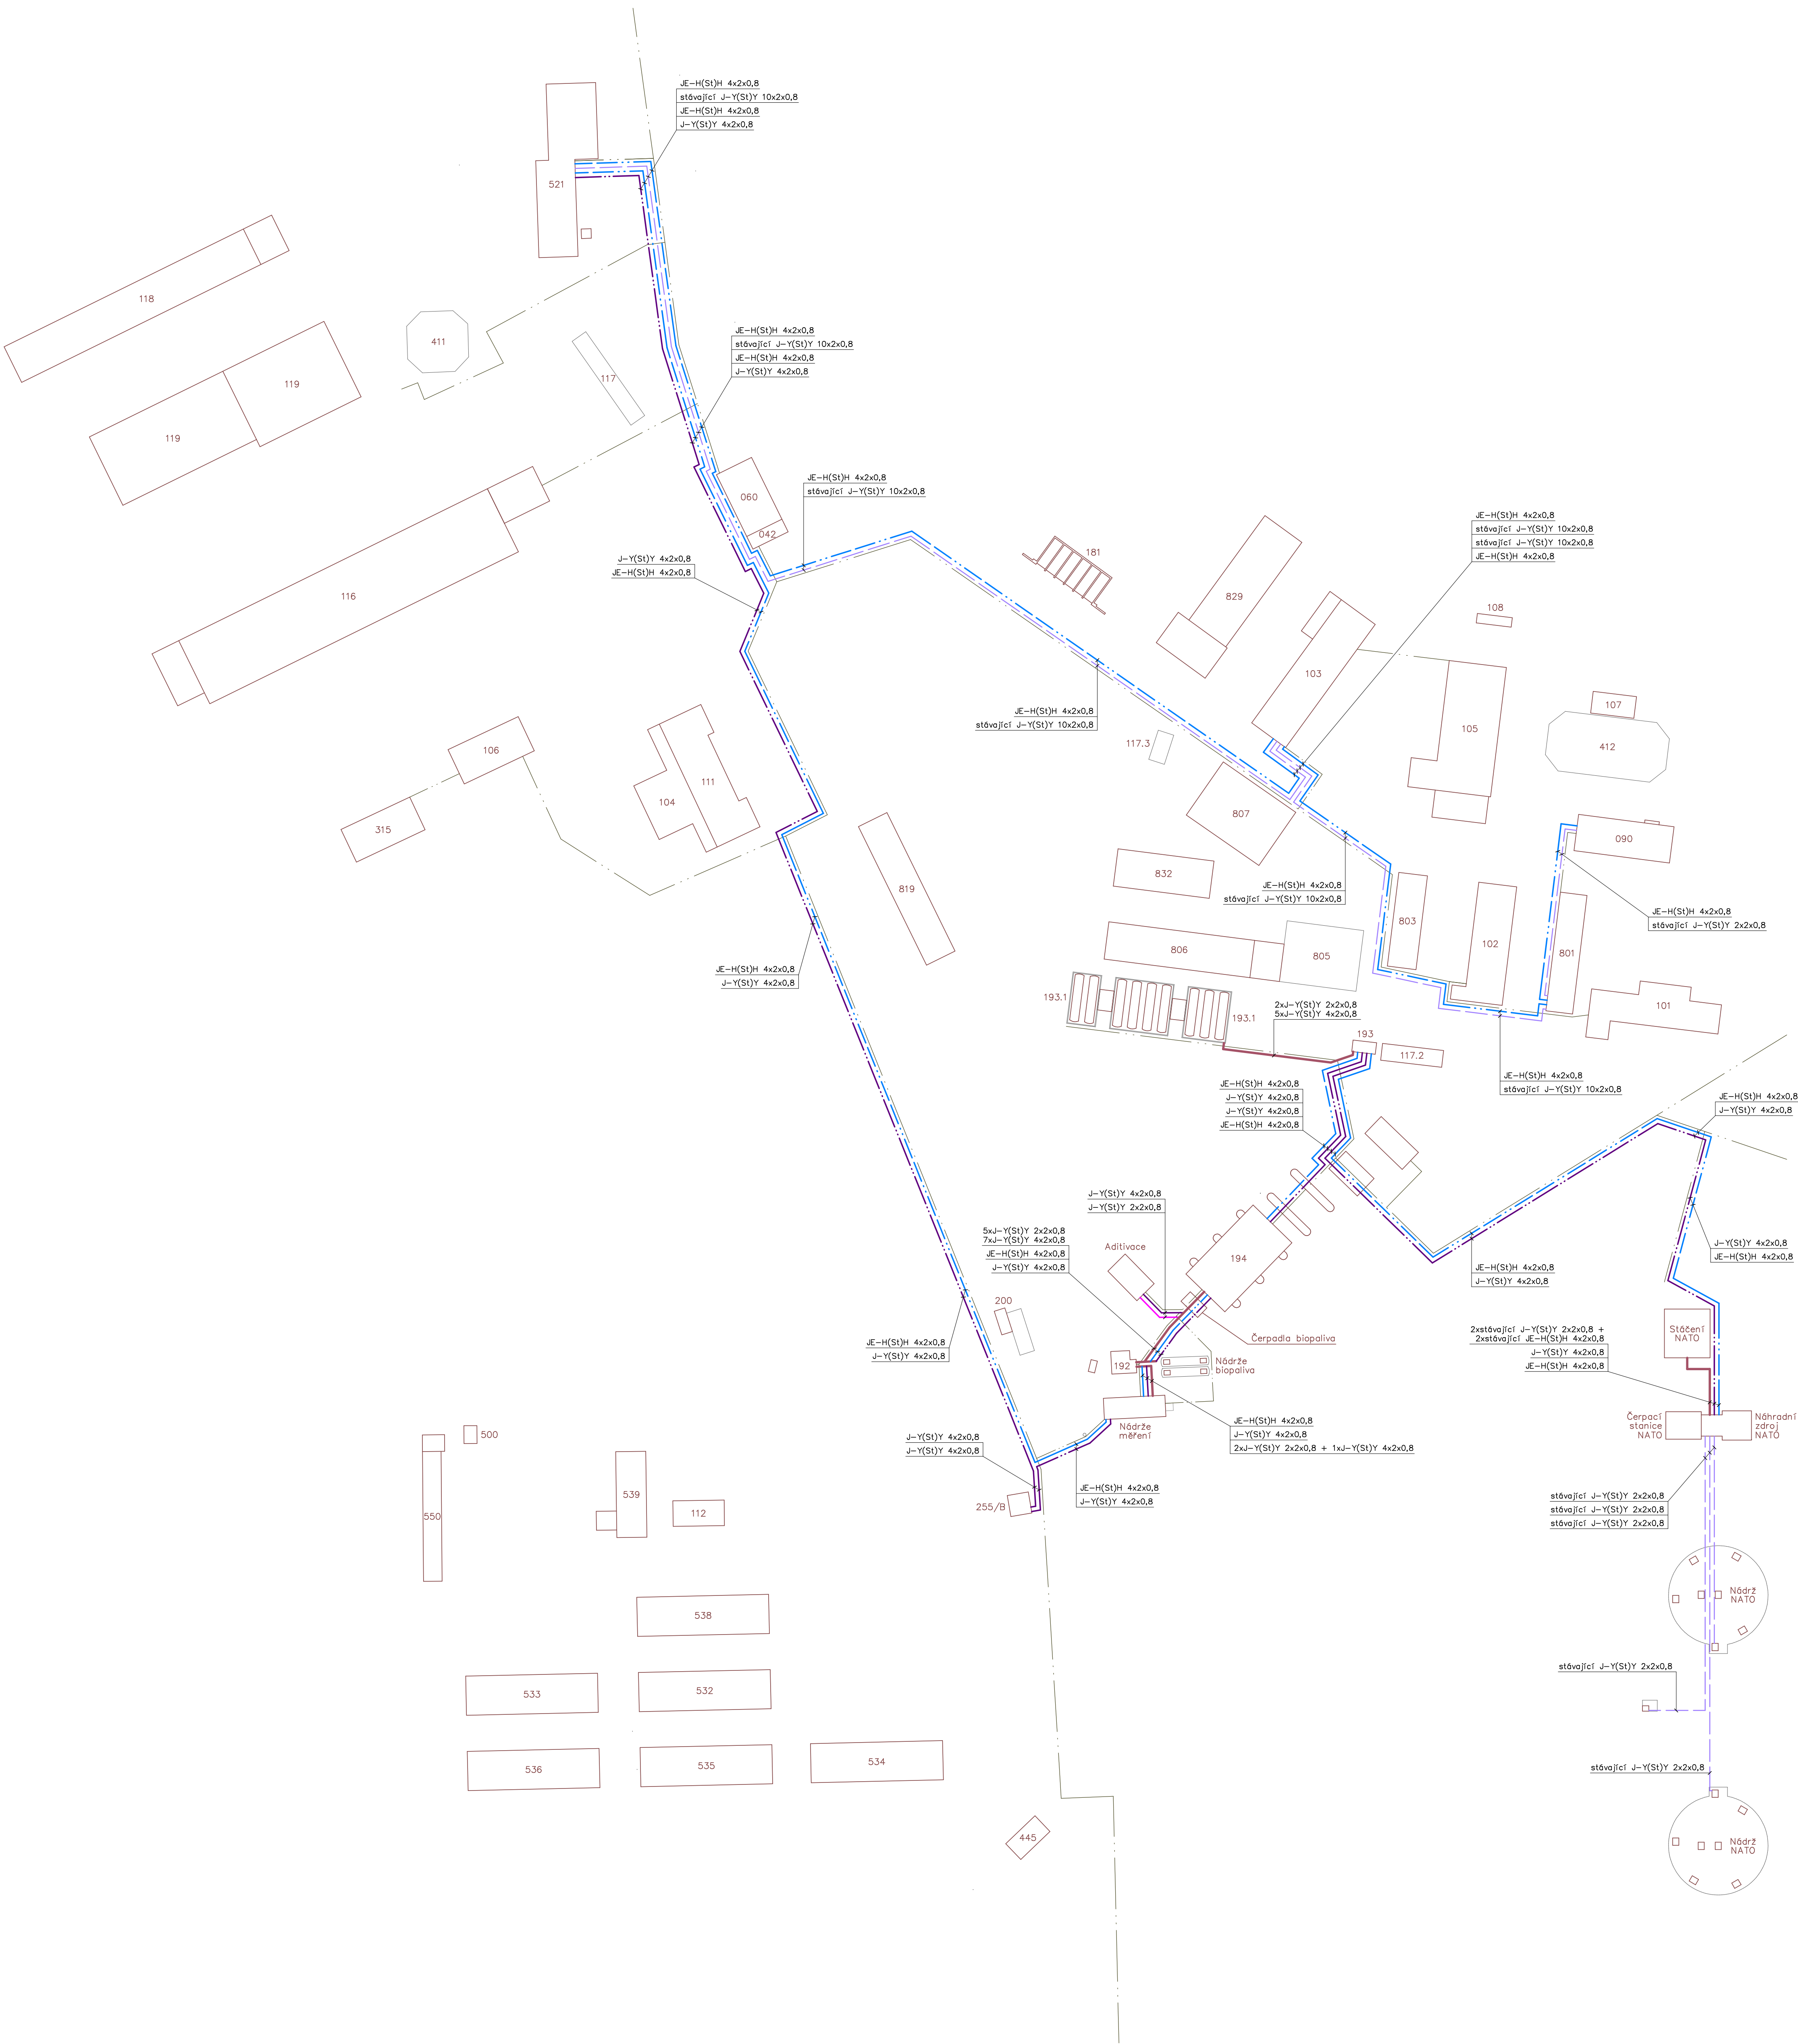 JE-H(St)H 4x2x0,8
stávající J-Y(St)Y 10x2x0,8
JE-H(St)H 4x2x0,8
J-Y(St)Y 4x2x0,8
521
118
411
117
119
119
JE-H(St)H 4x2x0,8
stávající J-Y(St)Y 10x2x0,8
JE-H(St)H 4x2x0,8
J-Y(St)Y 4x2x0,8
060
042
JE-H(St)H 4x2x0,8
stávající J-Y(St)Y 10x2x0,8
JE-H(St)H 4x2x0,8
stávající J-Y(St)Y 10x2x0,8
stávající J-Y(St)Y 10x2x0,8
JE-H(St)H 4x2x0,8
J-Y(St)Y 4x2x0,8
JE-H(St)H 4x2x0,8
116
181
829
108
103
107
105
412
JE-H(St)H 4x2x0,8
stávající J-Y(St)Y 10x2x0,8
117.3
106
111
104
315
807
090
819
832
JE-H(St)H 4x2x0,8
stávající J-Y(St)Y 10x2x0,8
803
102
801
JE-H(St)H 4x2x0,8
stávající J-Y(St)Y 2x2x0,8
806
805
JE-H(St)H 4x2x0,8
J-Y(St)Y 4x2x0,8
193.1
193.1
2xJ-Y(St)Y 2x2x0,8
5xJ-Y(St)Y 4x2x0,8
101
193
117.2
JE-H(St)H 4x2x0,8
stávající J-Y(St)Y 10x2x0,8
JE-H(St)H 4x2x0,8
J-Y(St)Y 4x2x0,8
J-Y(St)Y 4x2x0,8
JE-H(St)H 4x2x0,8
JE-H(St)H 4x2x0,8
J-Y(St)Y 4x2x0,8
J-Y(St)Y 4x2x0,8
J-Y(St)Y 2x2x0,8
5xJ-Y(St)Y 2x2x0,8
7xJ-Y(St)Y 4x2x0,8
JE-H(St)H 4x2x0,8
J-Y(St)Y 4x2x0,8
Aditivace
194
J-Y(St)Y 4x2x0,8
JE-H(St)H 4x2x0,8
JE-H(St)H 4x2x0,8
J-Y(St)Y 4x2x0,8
200
Čerpadla biopaliva
JE-H(St)H 4x2x0,8
J-Y(St)Y 4x2x0,8
192
Nádrže
biopaliva
2xstávající J-Y(St)Y 2x2x0,8 +
2xstávající JE-H(St)H 4x2x0,8
J-Y(St)Y 4x2x0,8
JE-H(St)H 4x2x0,8
Stáčení
NATO
Nádrže
měření
JE-H(St)H 4x2x0,8
J-Y(St)Y 4x2x0,8
2xJ-Y(St)Y 2x2x0,8 + 1xJ-Y(St)Y 4x2x0,8
Čerpací
stanice
NATO
Náhradní
zdroj
NATO
J-Y(St)Y 4x2x0,8
J-Y(St)Y 4x2x0,8
500
550
539
112
255/B
JE-H(St)H 4x2x0,8
J-Y(St)Y 4x2x0,8
stávající J-Y(St)Y 2x2x0,8
stávající J-Y(St)Y 2x2x0,8
stávající J-Y(St)Y 2x2x0,8
Nádrž
NATO
538
533
532
stávající J-Y(St)Y 2x2x0,8
536
535
534
stávající J-Y(St)Y 2x2x0,8
445
Nádrž
NATO